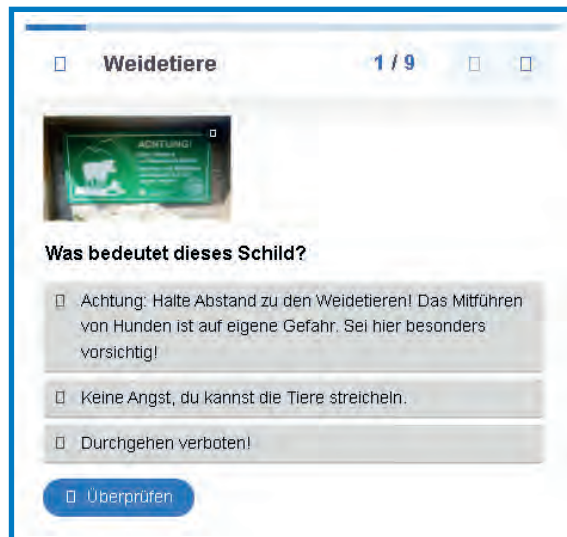 Weidetiere
1 / 9
ACHTUNG!
Was bedeutet dieses Schild?
Achtung: Halte Abstand zu den Weidetieren! Das Mitführen
von Hunden ist auf eigene Gefahr. Sei hier besonders
vorsichtig!
Keine Angst, du kannst die Tiere streicheln.
Durchgehen verboten!
Überprüfen